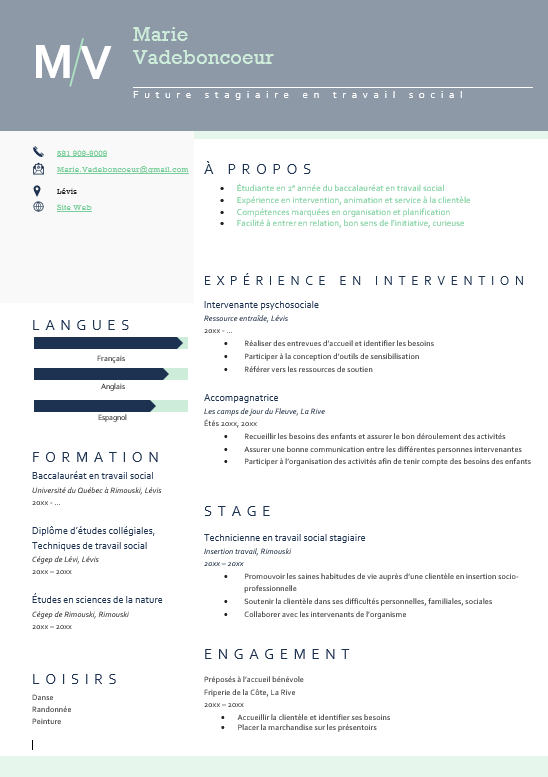 M/V
Marie
Vadeboncoeur
Future stagiaire en travail social
581 909-9009
Marie.Vadeboncoeur@gmail.com
Lévis
Site Web
LANGUES
Français
Anglais
Espagnol
FORMATION
Baccalauréat en travail social
Université du Québec à Rimouski, Lévis
20xx - ...
Diplôme d'études collégiales,
Techniques de travail social
Cégep de Lévi, Lévis
20xx – 20xx
Études en sciences de la nature
Cégep de Rimouski, Rimouski
20xx – 20xx
LOISIRS
Danse
Randonnée
Peinture
À PROPOS
Étudiante en 2e année du baccalauréat en travail social
Expérience en intervention, animation et service à la clientèle
Compétences marquées en organisation et planification
Facilité à entrer en relation, bon sens de l'initiative, curieuse
EXPÉRIENCE EN INTERVENTION
Intervenante psychosociale
Ressource entraîde, Lévis
20xx - ...
Réaliser des entrevues d'accueil et identifier les besoins
Participer à la conception d'outils de sensibilisation
Référer vers les ressources de soutien
Accompagnatrice
Les camps de jour du Fleuve, La Rive
Étés 20xx, 20xx
Recueillir les besoins des enfants et assurer le bon déroulement des activités
Assurer une bonne communication entre les différentes personnes intervenantes
Participer à l'organisation des activités afin de tenir compte des besoins des enfants
STAGE
Technicienne en travail social stagiaire
Insertion travail, Rimouski
20xx – 20xx
Promouvoir les saines habitudes de vie auprès d'une clientèle en insertion socio-
professionnelle
Soutenir la clientèle dans ses difficultés personnelles, familiales, sociales
Collaborer avec les intervenants de l'organisme
ENGAGEMENT
Préposés à l'accueil bénévole
Friperie de la Côte, La Rive
20xx – 20xx
Accueillir la clientèle et identifier ses besoins
Placer la marchandise sur les présentoirs